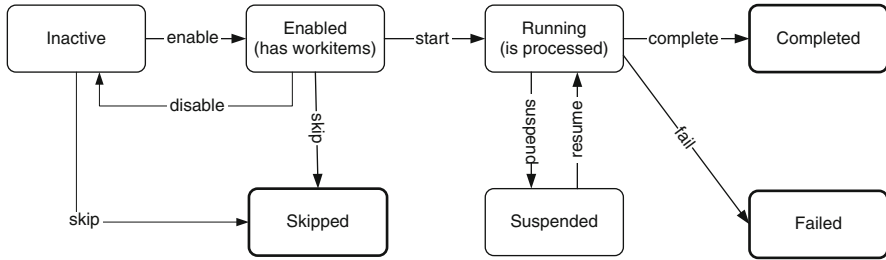 Inactive
enable
Enabled
(has workitems)
start
Running
(is processed)
complete
Completed
disable
skip
suspend
resume
fail
skip
Skipped
Suspended
Failed